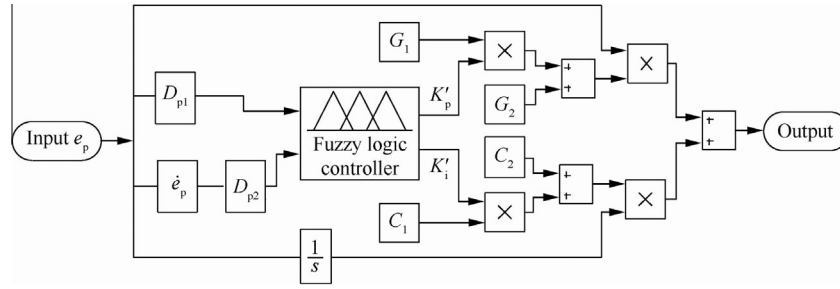 Input eₚ
Dₚ₁
ėₚ
Dₚ₂
Fuzzy logic
controller
K′ₚ
K′ᵢ
G₁
×
G₂
+
+
×
C₂
C₁
×
+
+
×
1/s
+
+
Output